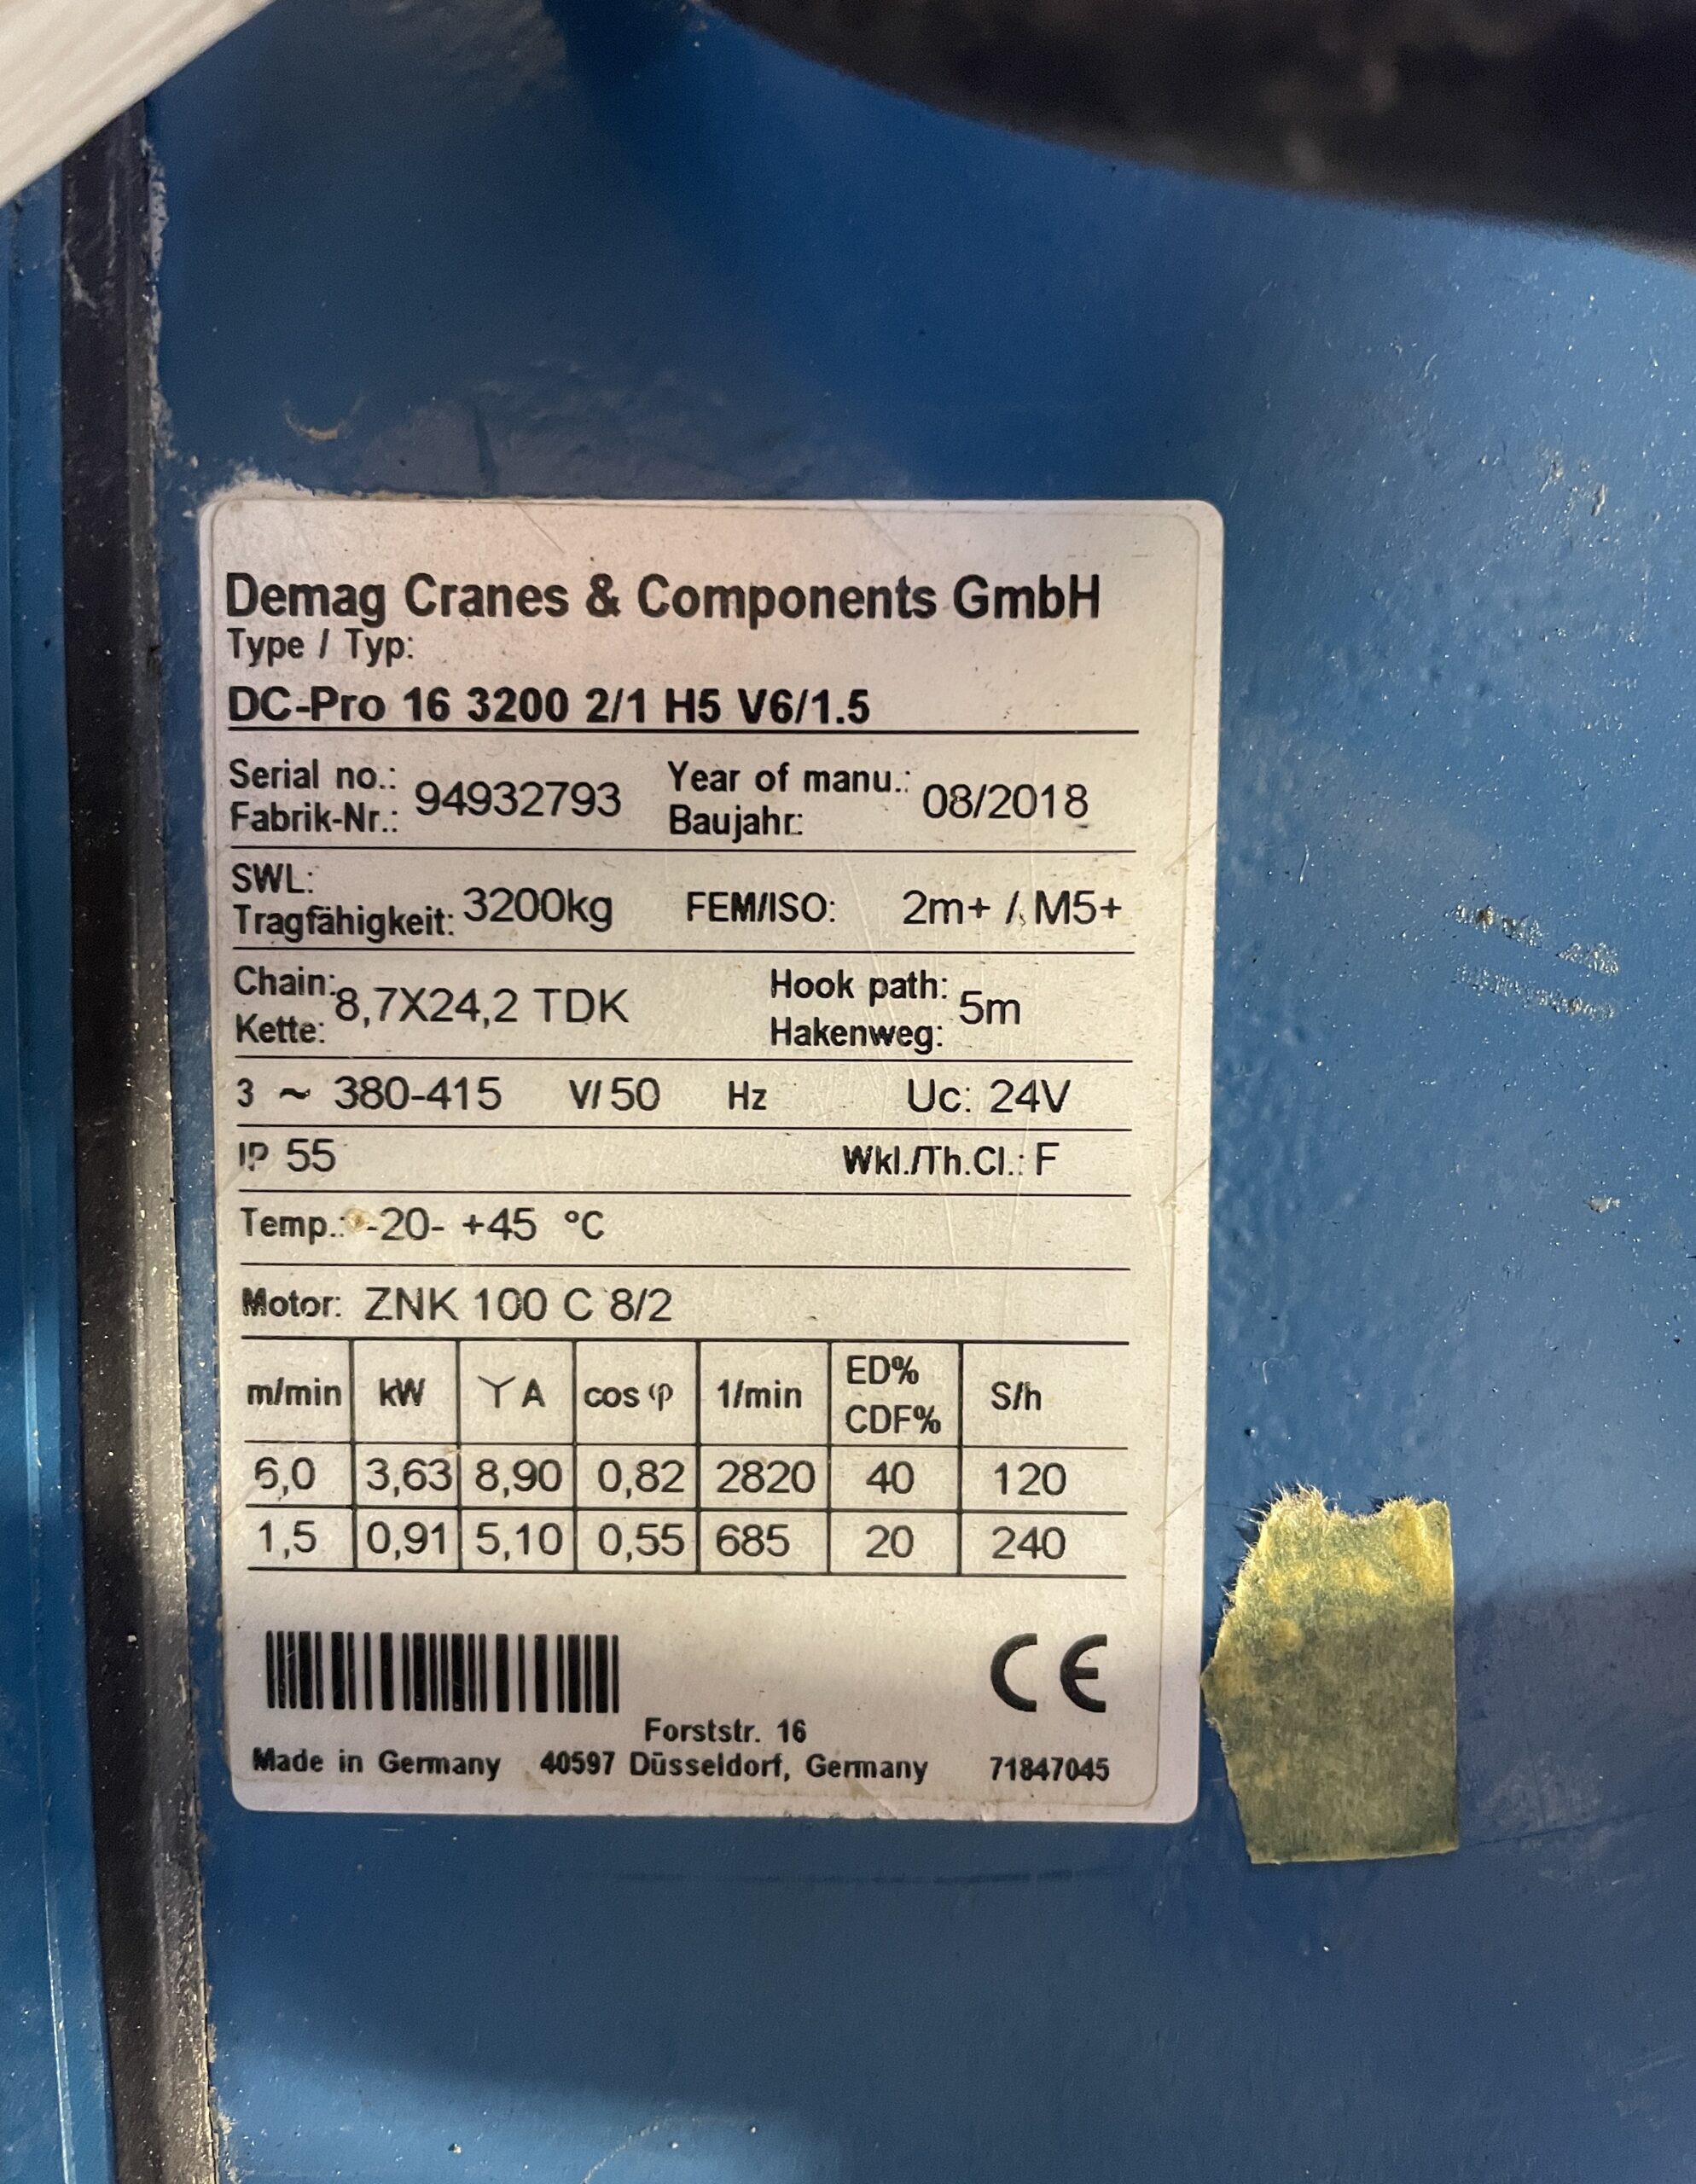 Demag Cranes & Components GmbH
Type / Typ:
DC-Pro 16 3200 2/1 H5 V6/1.5
Serial no.: Fabrik-Nr.: 94932793 Year of manu.: Baujahr: 08/2018
SWL: Tragfähigkeit: 3200kg FEM/ISO: 2m+ / M5+
Chain: Kette: 8,7X24,2 TDK Hook path: Hakenweg: 5m
3 ~ 380-415 V/ 50 Hz Uc: 24V
IP 55 Wkl./Th.Cl.: F
Temp.: -20- +45 °C
Motor: ZNK 100 C 8/2
m/min kW Y A cos φ 1/min ED% CDF% S/h
6,0 3,63 8,90 0,82 2820 40 120
1,5 0,91 5,10 0,55 685 20 240
CE
Forststr. 16
Made in Germany 40597 Düsseldorf, Germany 71847045